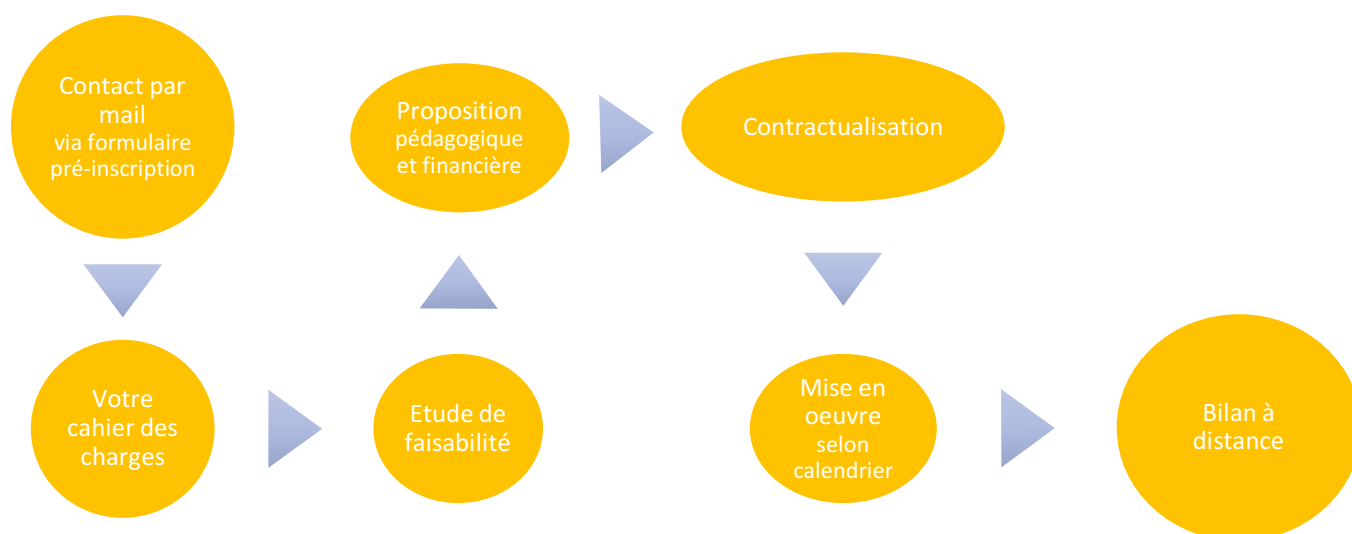 Contact par
mail
via formulaire
pré-inscription
Votre
cahier des
charges
Etude de
faisabilité
Proposition
pédagogique
et financière
Contractualisation
Mise en
oeuvre
selon
calendrier
Bilan à
distance